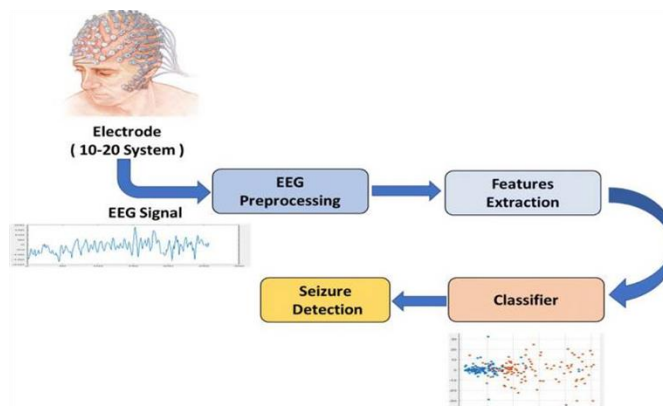 Electrode
( 10-20 System )
EEG
Preprocessing
Features
Extraction
EEG Signal
Seizure
Detection
Classifier